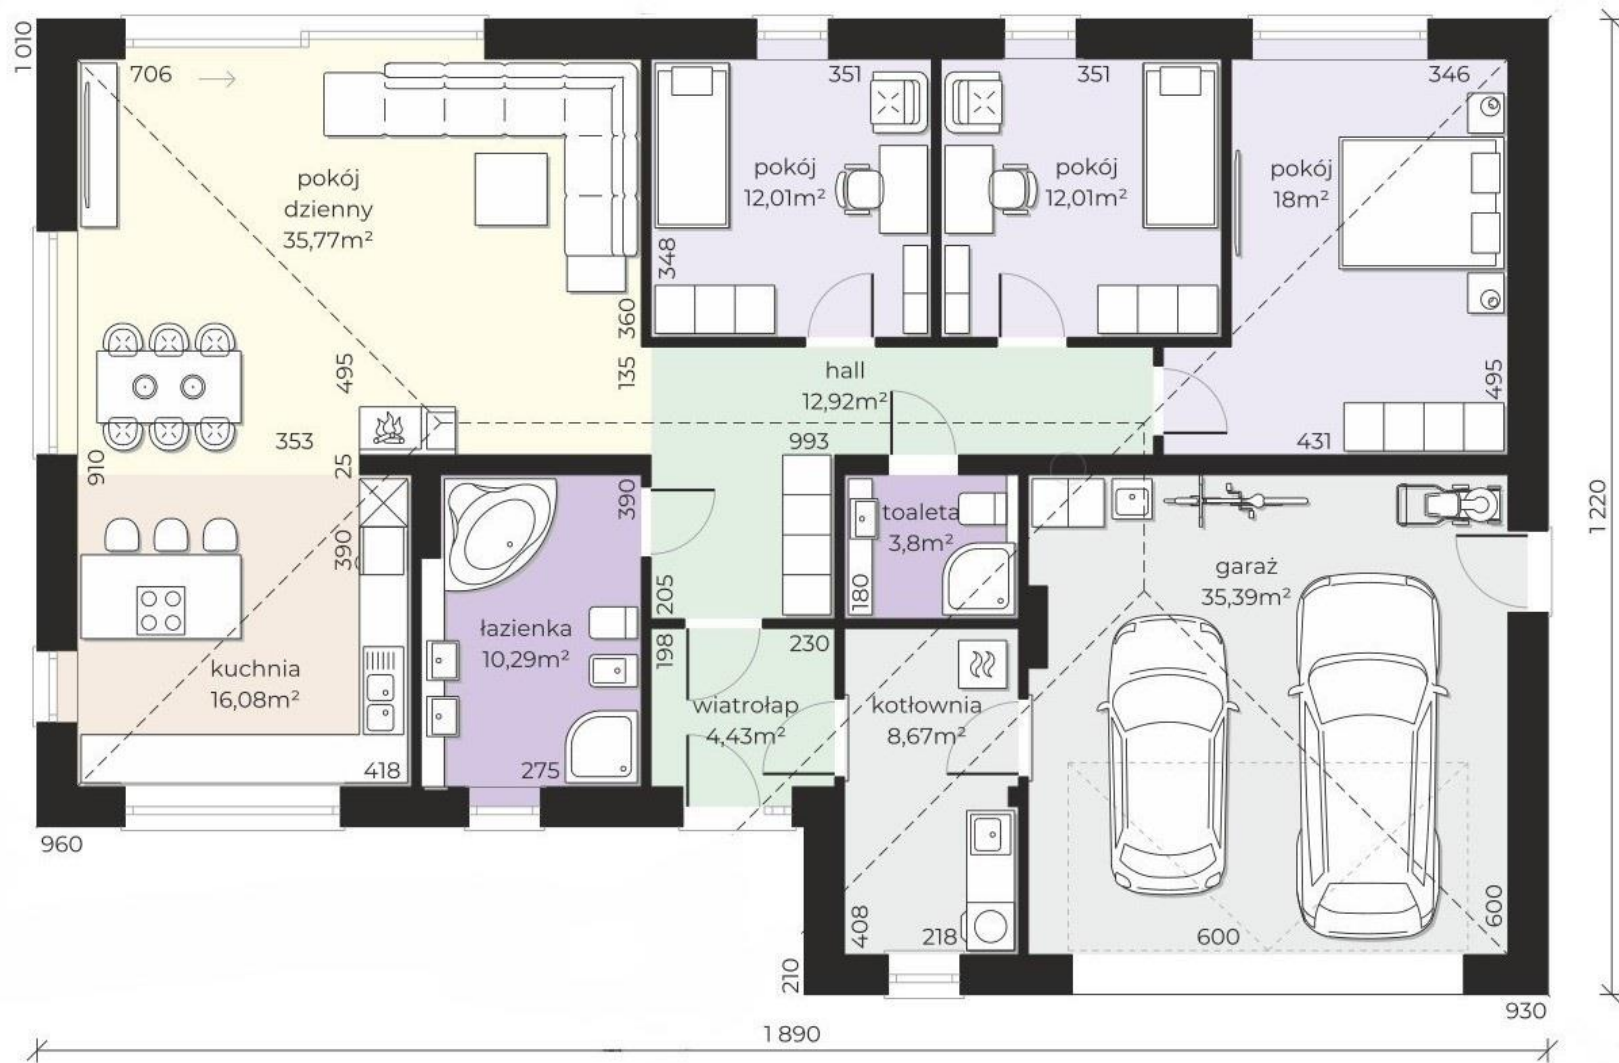 1 010
706
351
351
346
pokój
dzienny
35,77m²
pokój
12,01m²
pokój
12,01m²
pokój
18m²
348
360
495
135
hall
12,92m²
495
353
993
431
910
25
390
390
1 220
toaleta
3,8m²
garaż
35,39m²
180
205
łazienka
10,29m²
198
230
kuchnia
16,08m²
wiatrołap
4,43m²
kotłownia
8,67m²
418
275
960
408
218
600
600
210
930
1 890